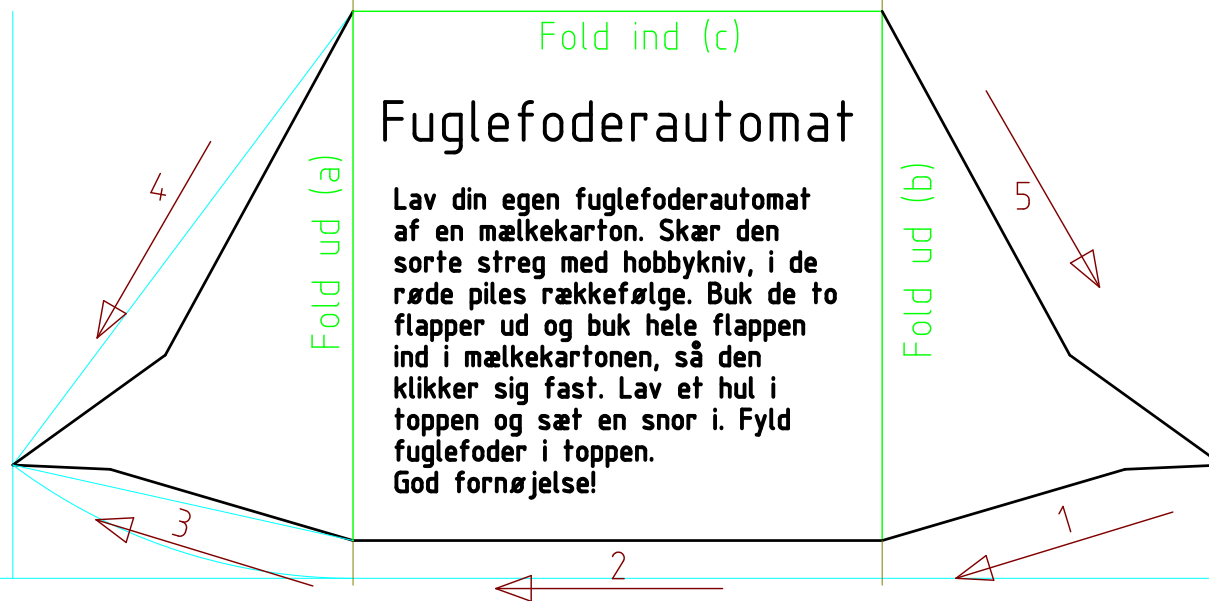 Fold ind (c)
Fuglefoderautomat
4
Fold ud (a)
Lav din egen fuglefoderautomat
af en mælkekarton. Skær den
sorte streg med hobbykniv, i de
røde piles rækkefølge. Buk de to
flapper ud og buk hele flappen
ind i mælkekartonen, så den
klikker sig fast. Lav et hul i
toppen og sæt en snor i. Fyld
fuglefoder i toppen.
God fornøjelse!
Fold ud (b)
5
3
2
1